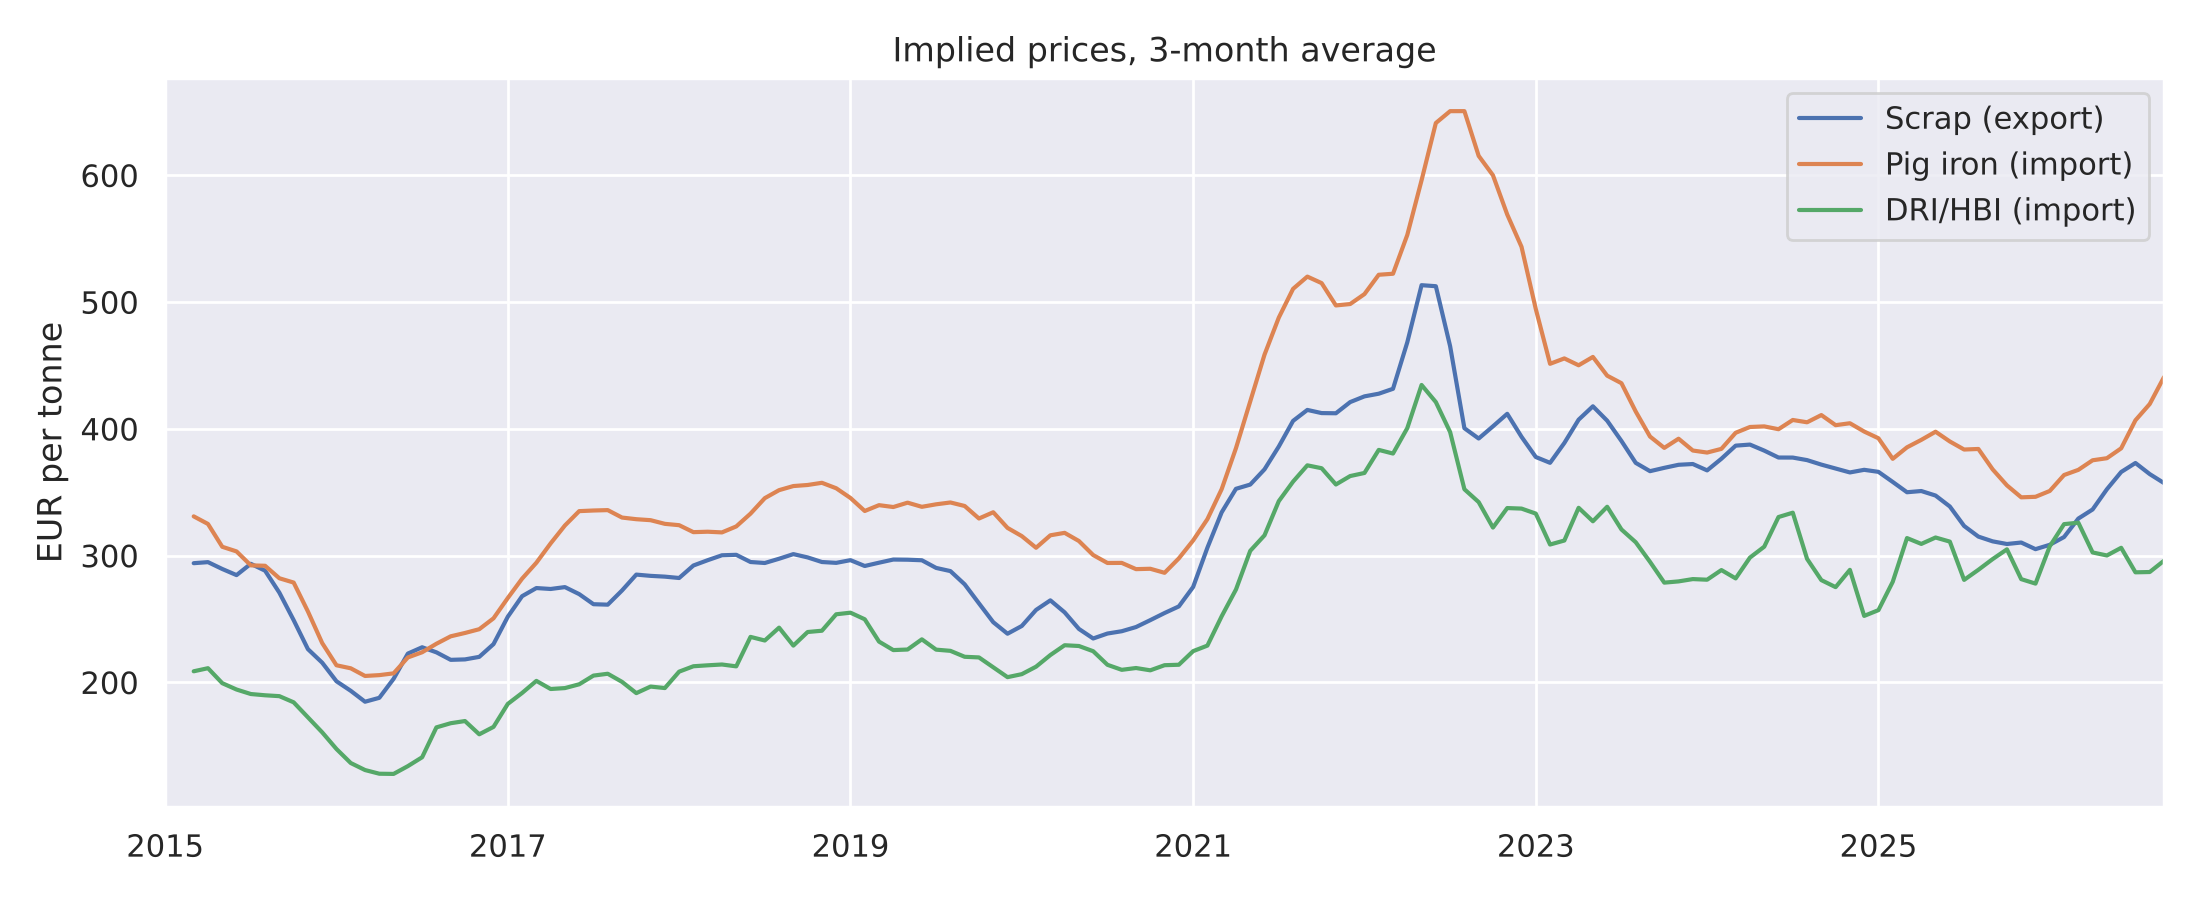 Implied prices, 3-month average
EUR per tonne
600
500
400
300
200
2015
2017
2019
2021
2023
2025
Scrap (export)
Pig iron (import)
DRI/HBI (import)